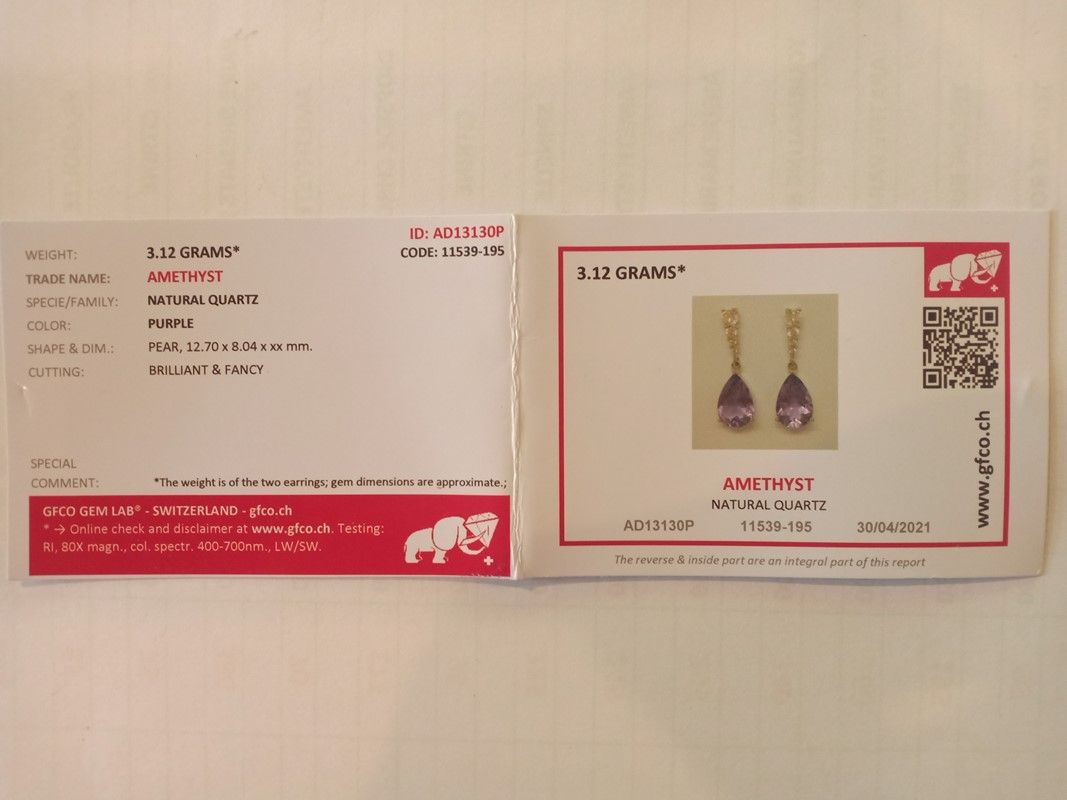 ID: AD13130P
WEIGHT: 3.12 GRAMS* CODE: 11539-195
TRADE NAME: AMETHYST
SPECIE/FAMILY: NATURAL QUARTZ
COLOR: PURPLE
SHAPE & DIM.: PEAR, 12.70 x 8.04 x xx mm.
CUTTING: BRILLIANT & FANCY
SPECIAL
COMMENT: *The weight is of the two earrings; gem dimensions are approximate.;
GFCO GEM LAB® - SWITZERLAND - gfco.ch
* → Online check and disclaimer at www.gfco.ch. Testing:
RI, 80X magn., col. spectr. 400-700nm., LW/SW.
3.12 GRAMS*
www.gfco.ch
AMETHYST
NATURAL QUARTZ
AD13130P 11539-195 30/04/2021
The reverse & inside part are an integral part of this report